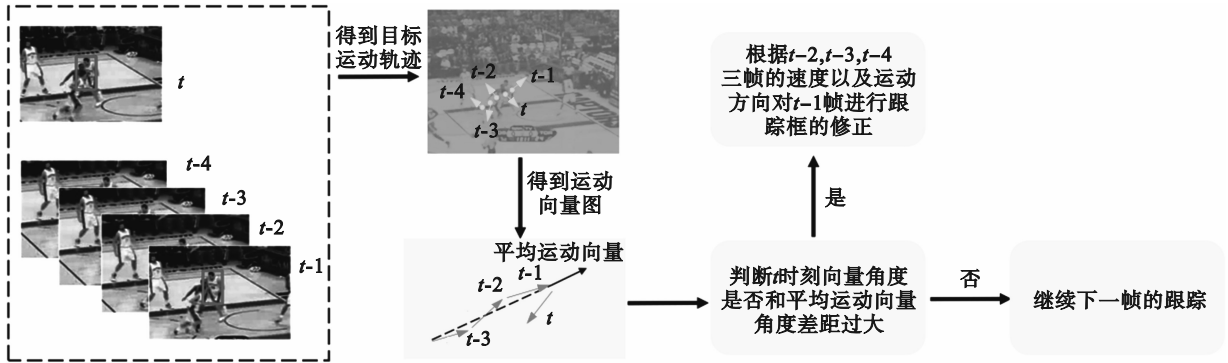 t
t-4
t-3
t-2
t-1
得到目标
运动轨迹
t-2
t-1
t-4
t
t-3
得到运动
向量图
平均运动向量
t-1
t-2
t
t-3
判断t时刻向量角度
是否和平均运动向量
角度差距过大
是
根据t-2,t-3,t-4
三帧的速度以及运动
方向对t-1帧进行跟
踪框的修正
否
继续下一帧的跟踪